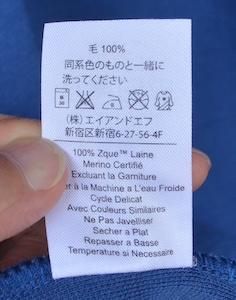 毛 100%
同系色のものと一緒に
洗ってください
(株) エイアンドエフ
新宿区新宿6-27-56-4F
100% Zque™ Laine
Merino Certifié
Excluant la Garniture
à la Machine a L'eau Froide
Cycle Delicat
Avec Couleurs Similaires
Ne Pas Javelliser
Secher a Plat
Repasser a Basse
Temperature si Necessaire